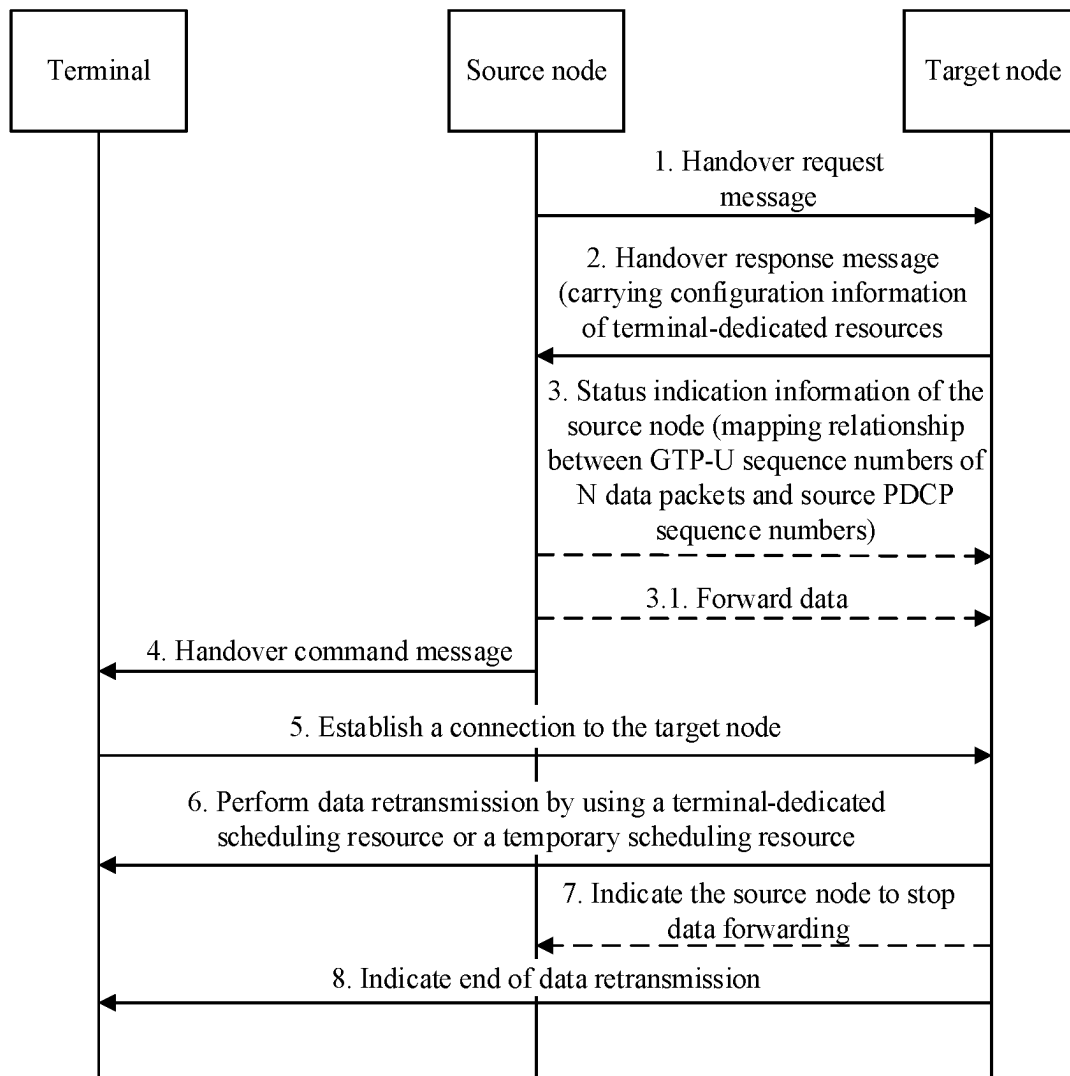 Terminal
Source node
Target node
1. Handover request
message
2. Handover response message
(carrying configuration information
of terminal-dedicated resources
3. Status indication information of the
source node (mapping relationship
between GTP-U sequence numbers of
N data packets and source PDCP
sequence numbers)
3.1. Forward data
4. Handover command message
5. Establish a connection to the target node
6. Perform data retransmission by using a terminal-dedicated
scheduling resource or a temporary scheduling resource
7. Indicate the source node to stop
data forwarding
8. Indicate end of data retransmission